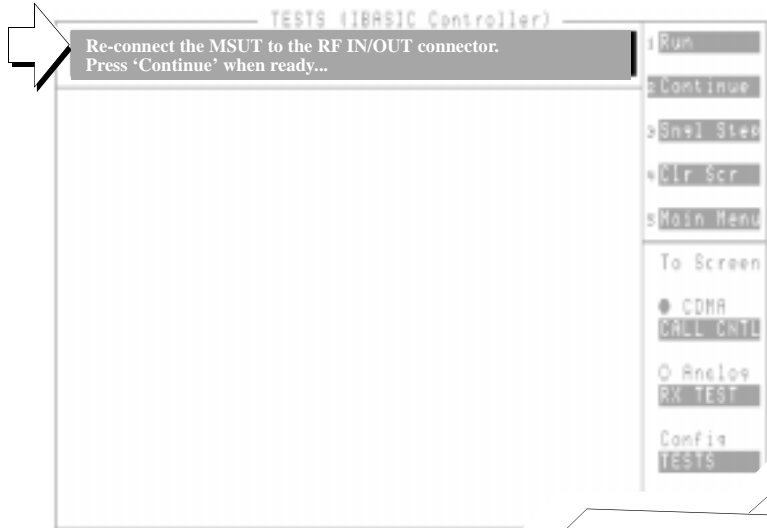 TESTS (IBASIC Controller)
Re-connect the MSUT to the RF IN/OUT connector.
Press ‘Continue’ when ready...
1 Run
2 Continue
3 Sngl Step
4 Clr Scr
5 Main Menu
To Screen
CDMA
CALL CNTL
Analog
RX TEST
Config
TESTS